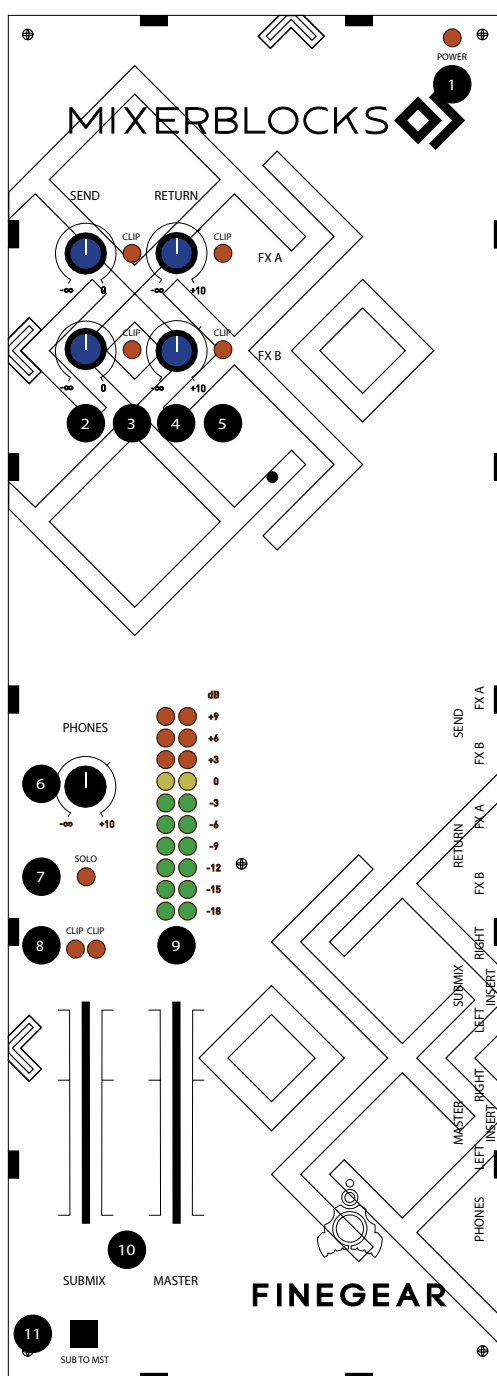 POWER
1
MIXERBLOCKS
SEND RETURN
CLIP CLIP
FX A
-∞ 0 -∞ +10
CLIP CLIP
FX B
-∞ 0 -∞ +10
2 3 4 5
dB
+9
+6
+3
0
-3
-6
-9
-12
-15
-18
PHONES
6
-∞ +10
SOLO
7
CLIP CLIP
8
9
SEND
FX A
FX B
RETURN
FX A
FX B
SUBMIX
RIGHT
LEFT
INSERT
MASTER
RIGHT
LEFT
INSERT
PHONES
10
SUBMIX MASTER
FINEGEAR
11
SUB TO MST